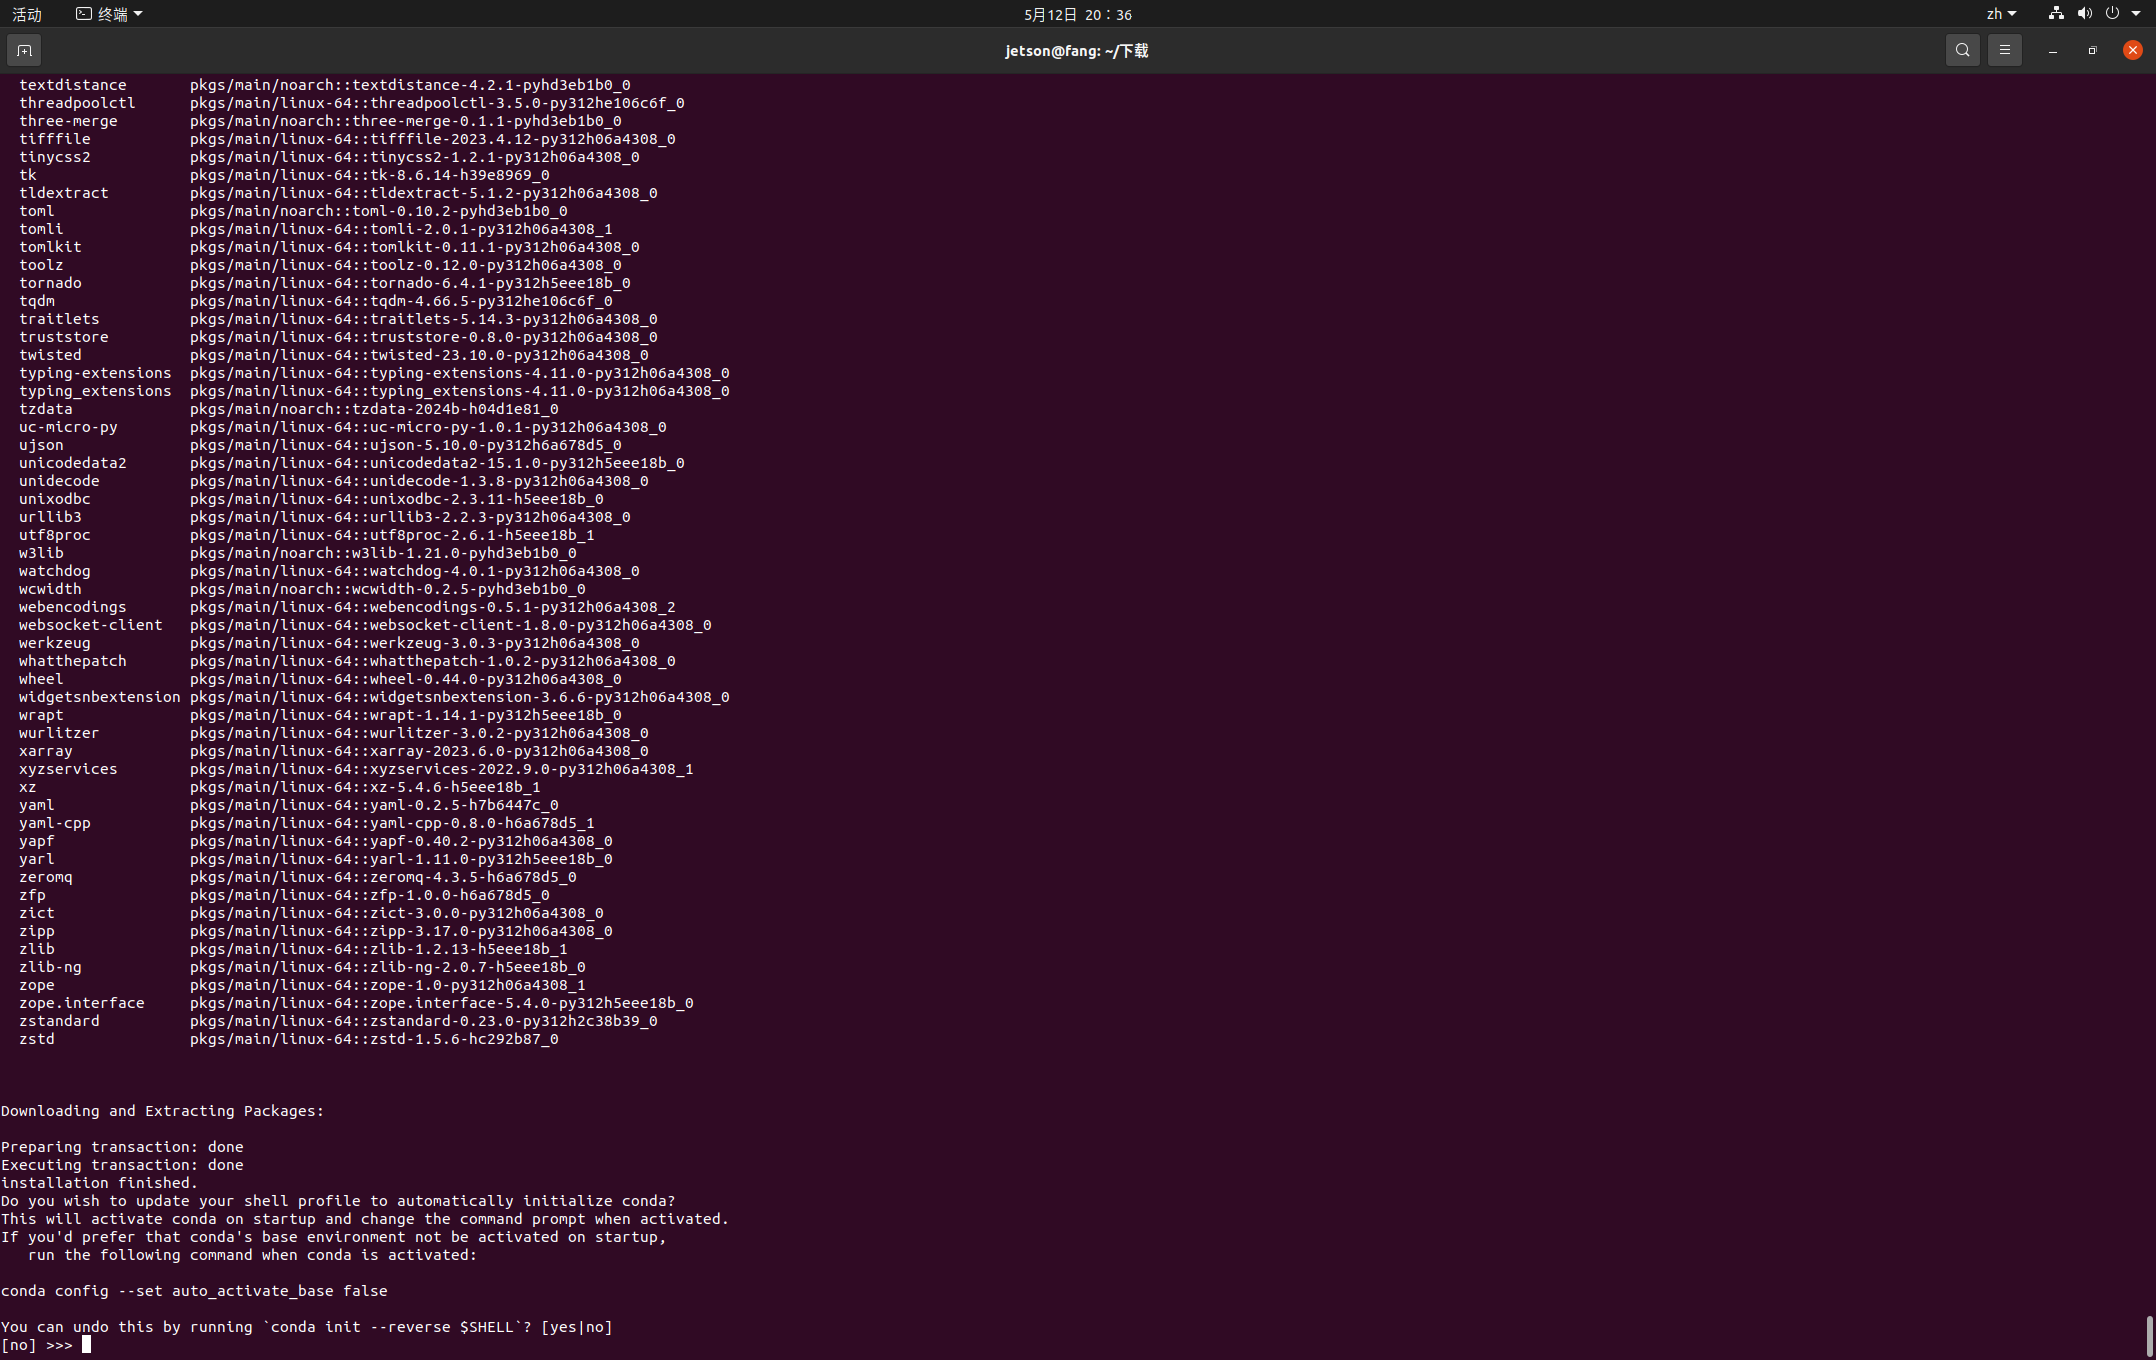 活动 终端 5月12日 20：36 zh
jetson@fang: ~/下载
textdistance pkgs/main/noarch::textdistance-4.2.1-pyhd3eb1b0_0
threadpoolctl pkgs/main/linux-64::threadpoolctl-3.5.0-py312he106c6f_0
three-merge pkgs/main/noarch::three-merge-0.1.1-pyhd3eb1b0_0
tifffile pkgs/main/linux-64::tifffile-2023.4.12-py312h06a4308_0
tinycss2 pkgs/main/linux-64::tinycss2-1.2.1-py312h06a4308_0
tk pkgs/main/linux-64::tk-8.6.14-h39e8969_0
tldextract pkgs/main/linux-64::tldextract-5.1.2-py312h06a4308_0
toml pkgs/main/noarch::toml-0.10.2-pyhd3eb1b0_0
tomli pkgs/main/linux-64::tomli-2.0.1-py312h06a4308_1
tomlkit pkgs/main/linux-64::tomlkit-0.11.1-py312h06a4308_0
toolz pkgs/main/linux-64::toolz-0.12.0-py312h06a4308_0
tornado pkgs/main/linux-64::tornado-6.4.1-py312h5eee18b_0
tqdm pkgs/main/linux-64::tqdm-4.66.5-py312he106c6f_0
traitlets pkgs/main/linux-64::traitlets-5.14.3-py312h06a4308_0
truststore pkgs/main/linux-64::truststore-0.8.0-py312h06a4308_0
twisted pkgs/main/linux-64::twisted-23.10.0-py312h06a4308_0
typing-extensions pkgs/main/linux-64::typing-extensions-4.11.0-py312h06a4308_0
typing_extensions pkgs/main/linux-64::typing_extensions-4.11.0-py312h06a4308_0
tzdata pkgs/main/noarch::tzdata-2024b-h04d1e81_0
uc-micro-py pkgs/main/linux-64::uc-micro-py-1.0.1-py312h06a4308_0
ujson pkgs/main/linux-64::ujson-5.10.0-py312h6a678d5_0
unicodedata2 pkgs/main/linux-64::unicodedata2-15.1.0-py312h5eee18b_0
unidecode pkgs/main/linux-64::unidecode-1.3.8-py312h06a4308_0
unixodbc pkgs/main/linux-64::unixodbc-2.3.11-h5eee18b_0
urllib3 pkgs/main/linux-64::urllib3-2.2.3-py312h06a4308_0
utf8proc pkgs/main/linux-64::utf8proc-2.6.1-h5eee18b_1
w3lib pkgs/main/noarch::w3lib-1.21.0-pyhd3eb1b0_0
watchdog pkgs/main/linux-64::watchdog-4.0.1-py312h06a4308_0
wcwidth pkgs/main/noarch::wcwidth-0.2.5-pyhd3eb1b0_0
webencodings pkgs/main/linux-64::webencodings-0.5.1-py312h06a4308_2
websocket-client pkgs/main/linux-64::websocket-client-1.8.0-py312h06a4308_0
werkzeug pkgs/main/linux-64::werkzeug-3.0.3-py312h06a4308_0
whatthepatch pkgs/main/linux-64::whatthepatch-1.0.2-py312h06a4308_0
wheel pkgs/main/linux-64::wheel-0.44.0-py312h06a4308_0
widgetsnbextension pkgs/main/linux-64::widgetsnbextension-3.6.6-py312h06a4308_0
wrapt pkgs/main/linux-64::wrapt-1.14.1-py312h5eee18b_0
wurlitzer pkgs/main/linux-64::wurlitzer-3.0.2-py312h06a4308_0
xarray pkgs/main/linux-64::xarray-2023.6.0-py312h06a4308_0
xyzservices pkgs/main/linux-64::xyzservices-2022.9.0-py312h06a4308_1
xz pkgs/main/linux-64::xz-5.4.6-h5eee18b_1
yaml pkgs/main/linux-64::yaml-0.2.5-h7b6447c_0
yaml-cpp pkgs/main/linux-64::yaml-cpp-0.8.0-h6a678d5_1
yapf pkgs/main/linux-64::yapf-0.40.2-py312h06a4308_0
yarl pkgs/main/linux-64::yarl-1.11.0-py312h5eee18b_0
zeromq pkgs/main/linux-64::zeromq-4.3.5-h6a678d5_0
zfp pkgs/main/linux-64::zfp-1.0.0-h6a678d5_0
zict pkgs/main/linux-64::zict-3.0.0-py312h06a4308_0
zipp pkgs/main/linux-64::zipp-3.17.0-py312h06a4308_0
zlib pkgs/main/linux-64::zlib-1.2.13-h5eee18b_1
zlib-ng pkgs/main/linux-64::zlib-ng-2.0.7-h5eee18b_0
zope pkgs/main/linux-64::zope-1.0-py312h06a4308_1
zope.interface pkgs/main/linux-64::zope.interface-5.4.0-py312h5eee18b_0
zstandard pkgs/main/linux-64::zstandard-0.23.0-py312h2c38b39_0
zstd pkgs/main/linux-64::zstd-1.5.6-hc292b87_0
Downloading and Extracting Packages:
Preparing transaction: done
Executing transaction: done
installation finished.
Do you wish to update your shell profile to automatically initialize conda?
This will activate conda on startup and change the command prompt when activated.
If you'd prefer that conda's base environment not be activated on startup,
run the following command when conda is activated:
conda config --set auto_activate_base false
You can undo this by running `conda init --reverse $SHELL`? [yes|no]
[no] >>>